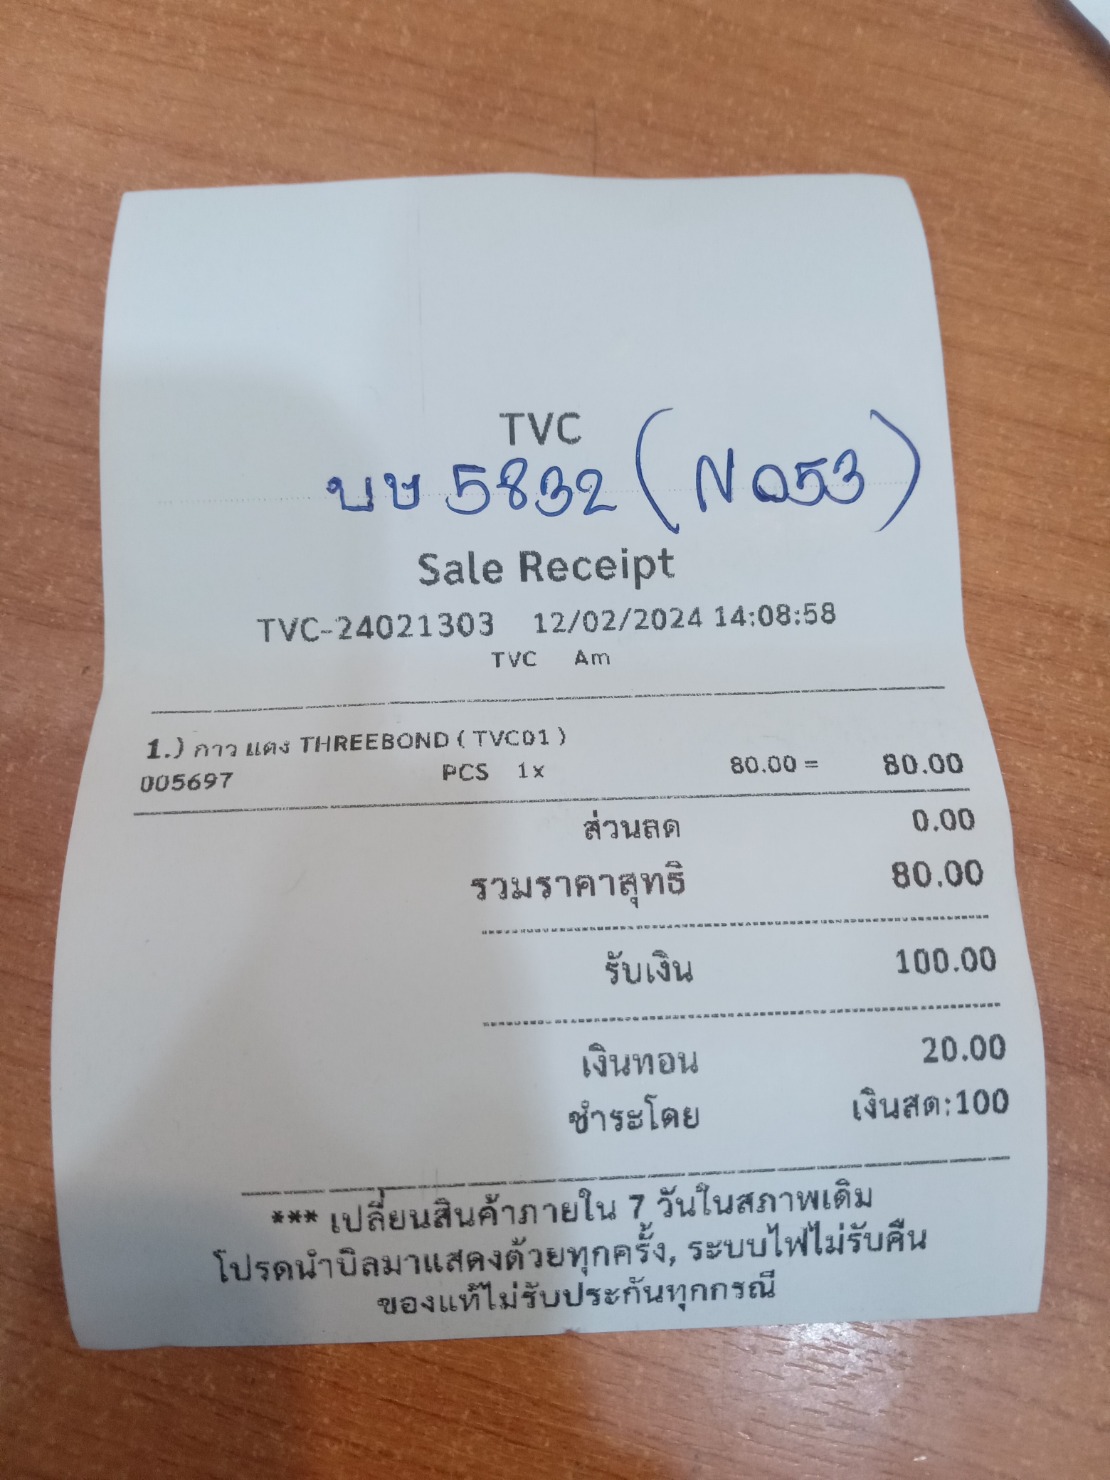 TVC
บษ 5832 (N053)
Sale Receipt
TVC-24021303 12/02/2024 14:08:58
TVC Am
1.) กาว แดง THREEBOND ( TVC01 )
005697 PCS 1x 80.00 = 80.00
ส่วนลด 0.00
รวมราคาสุทธิ 80.00
รับเงิน 100.00
เงินทอน 20.00
ชำระโดย เงินสด:100
*** เปลี่ยนสินค้าภายใน 7 วันในสภาพเดิม
โปรดนำบิลมาแสดงด้วยทุกครั้ง, ระบบไฟไม่รับคืน
ของแท้ไม่รับประกันทุกกรณี